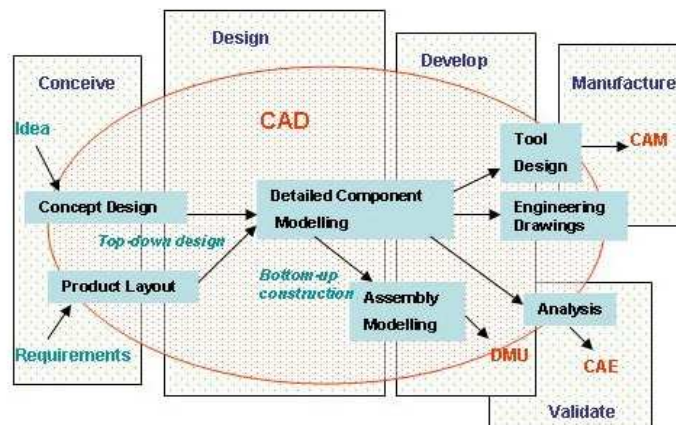 Design
Develop
Conceive
Manufacture
CAD
Idea
Tool
Design
CAM
Concept Design
Detailed Component
Modelling
Engineering
Drawings
Top-down design
Product Layout
Bottom-up
construction
Assembly
Modelling
Analysis
Requirements
DMU
CAE
Validate